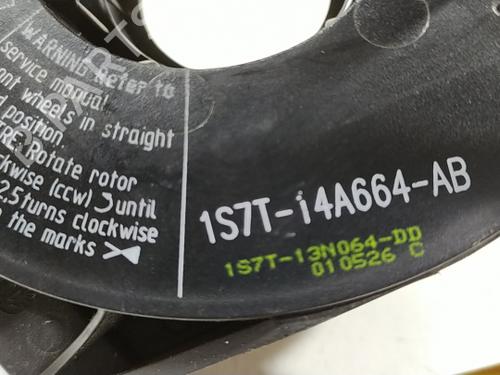 WARNING Refer to
service manual.
ont wheels in straight
d position.
TRE: Rotate rotor
ckwise (CCW) until
2.5 turns clockwise
the marks
1S7T-14A664-AB
1S7T-13N064-DD
010526 C